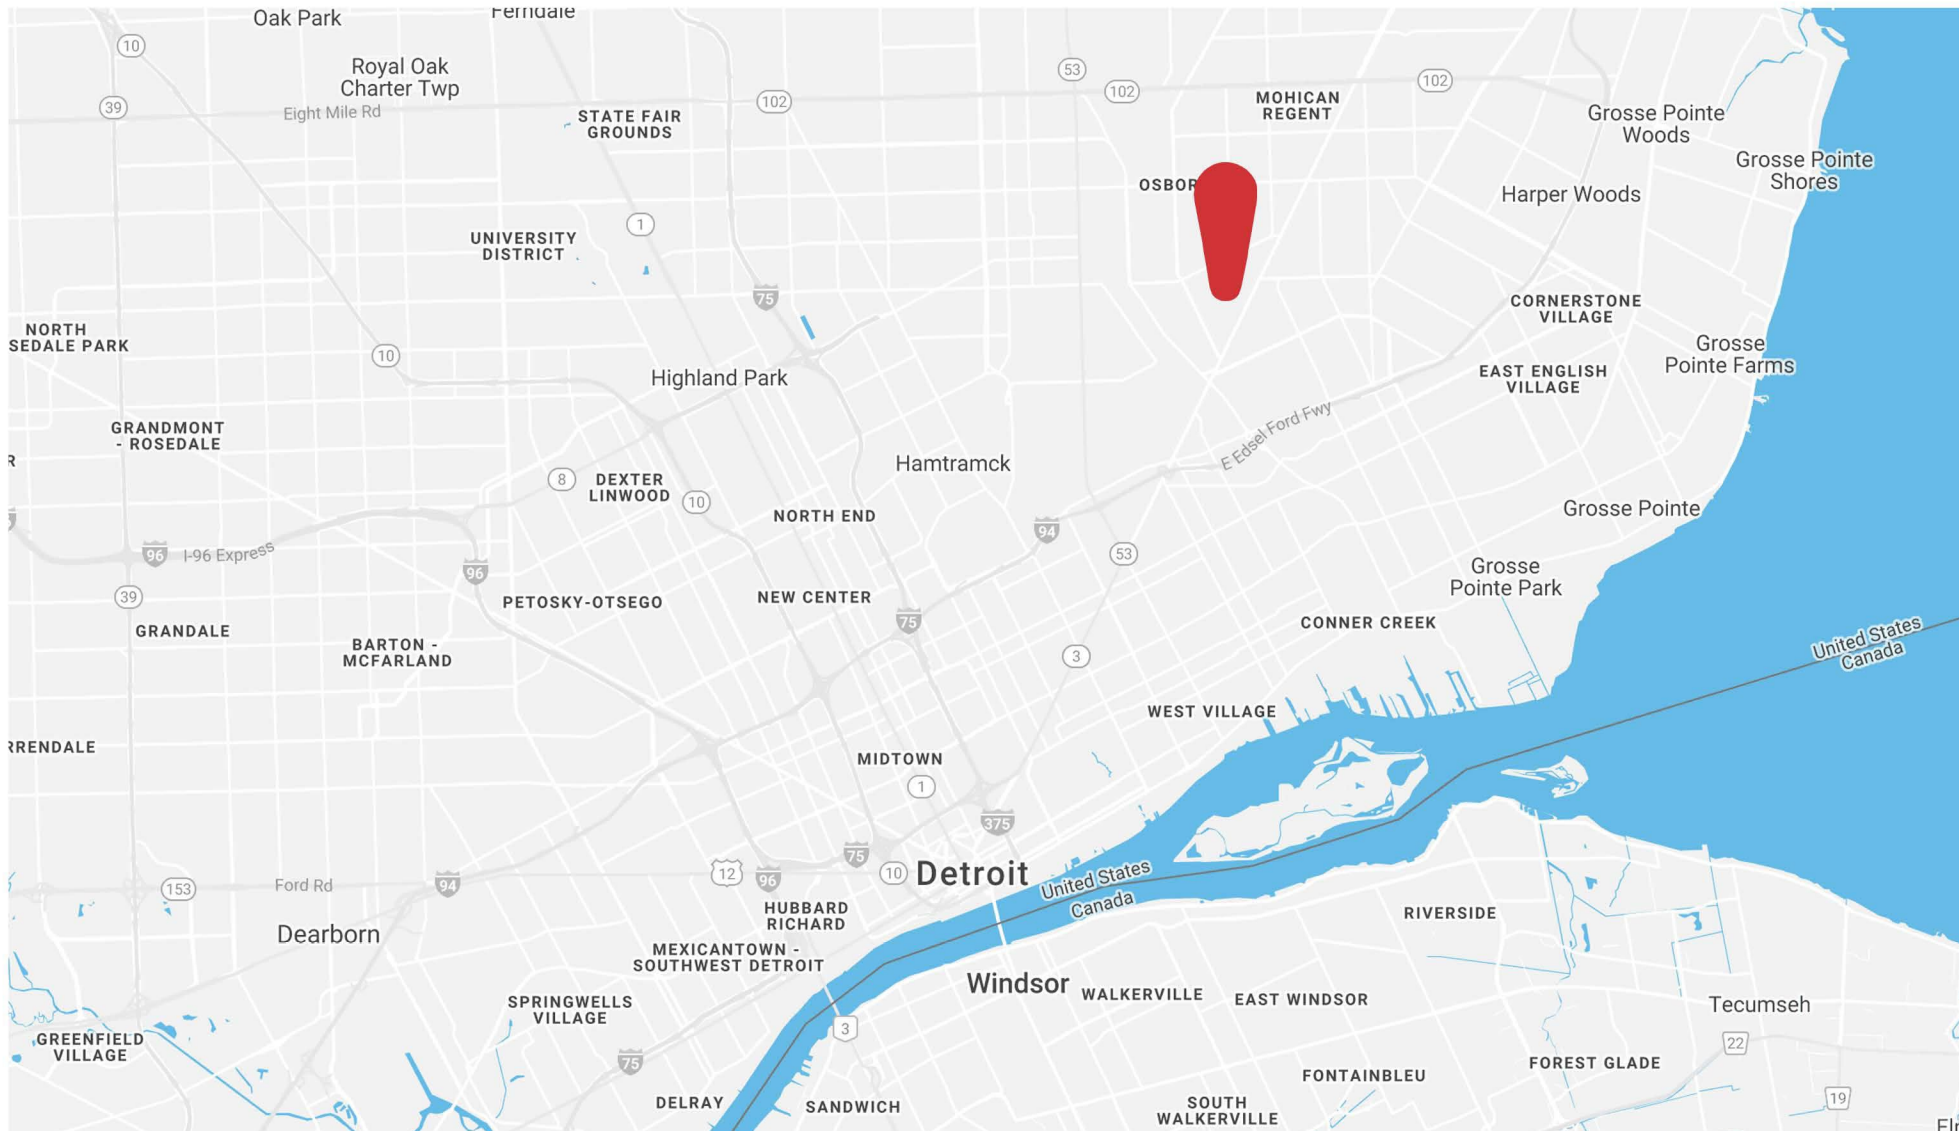 Oak Park
Ferndale
10
Royal Oak
Charter Twp
53
102
102
102
39
Eight Mile Rd
STATE FAIR
GROUNDS
MOHICAN
REGENT
Grosse Pointe
Woods
Grosse Pointe
Shores
OSBOR
Harper Woods
1
UNIVERSITY
DISTRICT
75
CORNERSTONE
VILLAGE
NORTH
SEDALE PARK
10
Grosse
Pointe Farms
Highland Park
EAST ENGLISH
VILLAGE
E Edsel Ford Fwy
GRANDMONT
- ROSEDALE
R
Hamtramck
8
DEXTER
LINWOOD
10
NORTH END
94
Grosse Pointe
96
I-96 Express
53
96
Grosse
Pointe Park
39
PETOSKY-OTSEGO
NEW CENTER
75
CONNER CREEK
GRANDALE
BARTON -
MCFARLAND
3
United States
Canada
WEST VILLAGE
RRENDALE
MIDTOWN
1
375
75
153
Ford Rd
94
12
96
10
Detroit
United States
Canada
HUBBARD
RICHARD
RIVERSIDE
Dearborn
MEXICANTOWN -
SOUTHWEST DETROIT
Windsor
WALKERVILLE
EAST WINDSOR
Tecumseh
SPRINGWELLS
VILLAGE
3
GREENFIELD
VILLAGE
75
22
FOREST GLADE
FONTAINBLEU
DELRAY
SANDWICH
SOUTH
WALKERVILLE
19